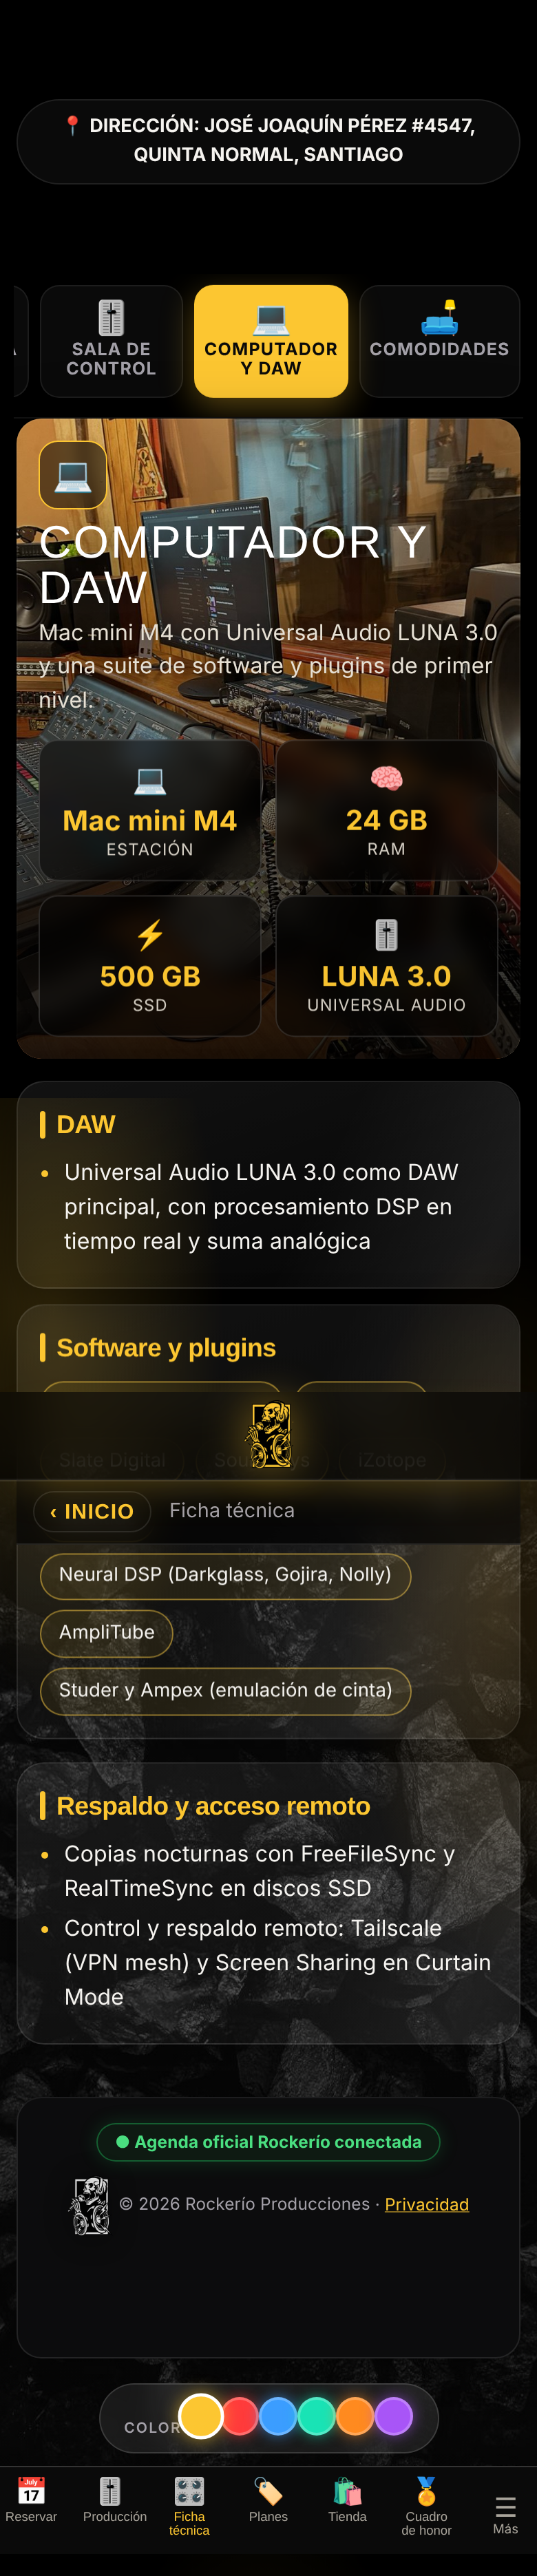 📍 DIRECCIÓN: JOSÉ JOAQUÍN PÉREZ #4547,
QUINTA NORMAL, SANTIAGO
SALA DE
CONTROL
COMPUTADOR
Y DAW
COMODIDADES
COMPUTADOR Y
DAW
Mac mini M4 con Universal Audio LUNA 3.0
y una suite de software y plugins de primer
nivel.
Mac mini M4
ESTACIÓN
24 GB
RAM
500 GB
SSD
LUNA 3.0
UNIVERSAL AUDIO
DAW
• Universal Audio LUNA 3.0 como DAW
principal, con procesamiento DSP en
tiempo real y suma analógica
Software y plugins
Slate Digital
iZotope
‹ INICIO
Ficha técnica
Neural DSP (Darkglass, Gojira, Nolly)
AmpliTube
Studer y Ampex (emulación de cinta)
Respaldo y acceso remoto
• Copias nocturnas con FreeFileSync y
RealTimeSync en discos SSD
• Control y respaldo remoto: Tailscale
(VPN mesh) y Screen Sharing en Curtain
Mode
● Agenda oficial Rockerío conectada
© 2026 Rockerío Producciones · Privacidad
COLOR
Reservar
Producción
Ficha
técnica
Planes
Tienda
Cuadro
de honor
Más